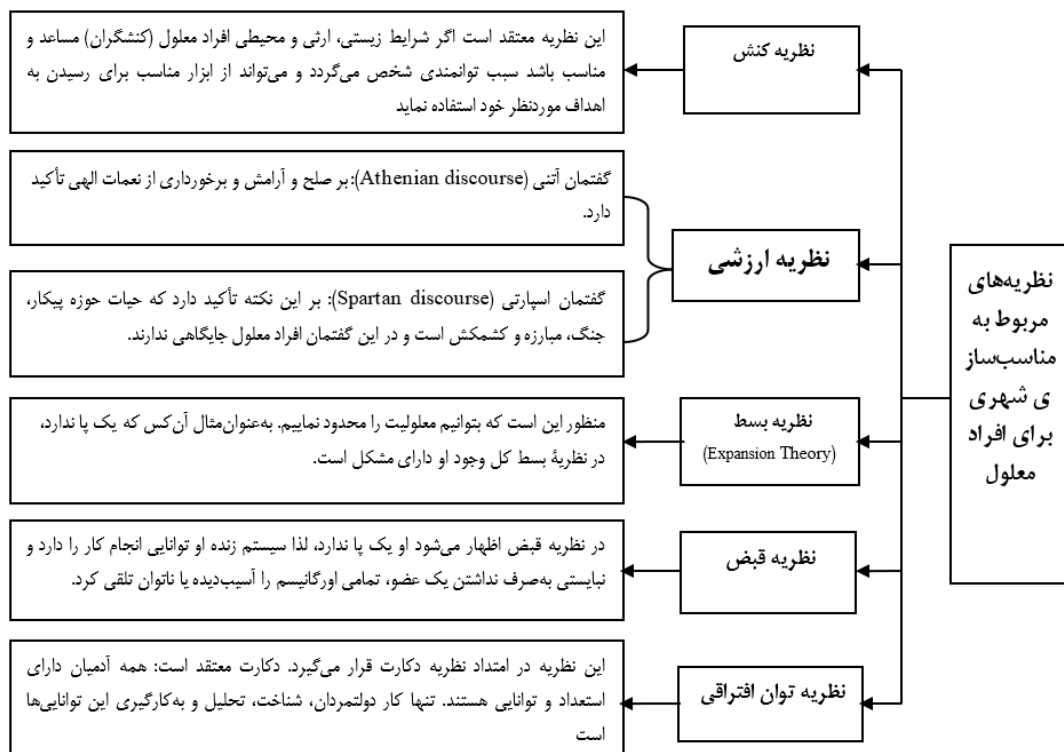 نظریه‌های
مربوط به
مناسب‌ساز
ی شهری
برای افراد
معلول
نظریه کنش
این نظریه معتقد است اگر شرایط زیستی، ارثی و محیطی افراد معلول (کنشگران) مساعد و
مناسب باشد سبب توانمندی شخص می‌گردد و می‌تواند از ابزار مناسب برای رسیدن به
اهداف موردنظر خود استفاده نماید
نظریه ارزشی
گفتمان آتنی (Athenian discourse):بر صلح و آرامش و برخورداری از نعمات الهی تأکید
دارد.
گفتمان اسپارتی (Spartan discourse): بر این نکته تأکید دارد که حیات حوزه پیکار،
جنگ، مبارزه و کشمکش است و در این گفتمان افراد معلول جایگاهی ندارند.
نظریه بسط
(Expansion Theory)
منظور این است که بتوانیم معلولیت را محدود نماییم. به‌عنوان‌مثال آن‌کس که یک پا ندارد،
در نظریهٔ بسط کل وجود او دارای مشکل است.
نظریه قبض
در نظریه قبض اظهار می‌شود او یک پا ندارد، لذا سیستم زنده او توانایی انجام کار را دارد و
نبایستی به‌صرف نداشتن یک عضو، تمامی اورگانیسم را آسیب‌دیده یا ناتوان تلقی کرد.
نظریه توان افتراقی
این نظریه در امتداد نظریه دکارت قرار می‌گیرد. دکارت معتقد است: همه آدمیان دارای
استعداد و توانایی هستند. تنها کار دولتمردان، شناخت، تحلیل و به‌کارگیری این توانایی‌ها
است